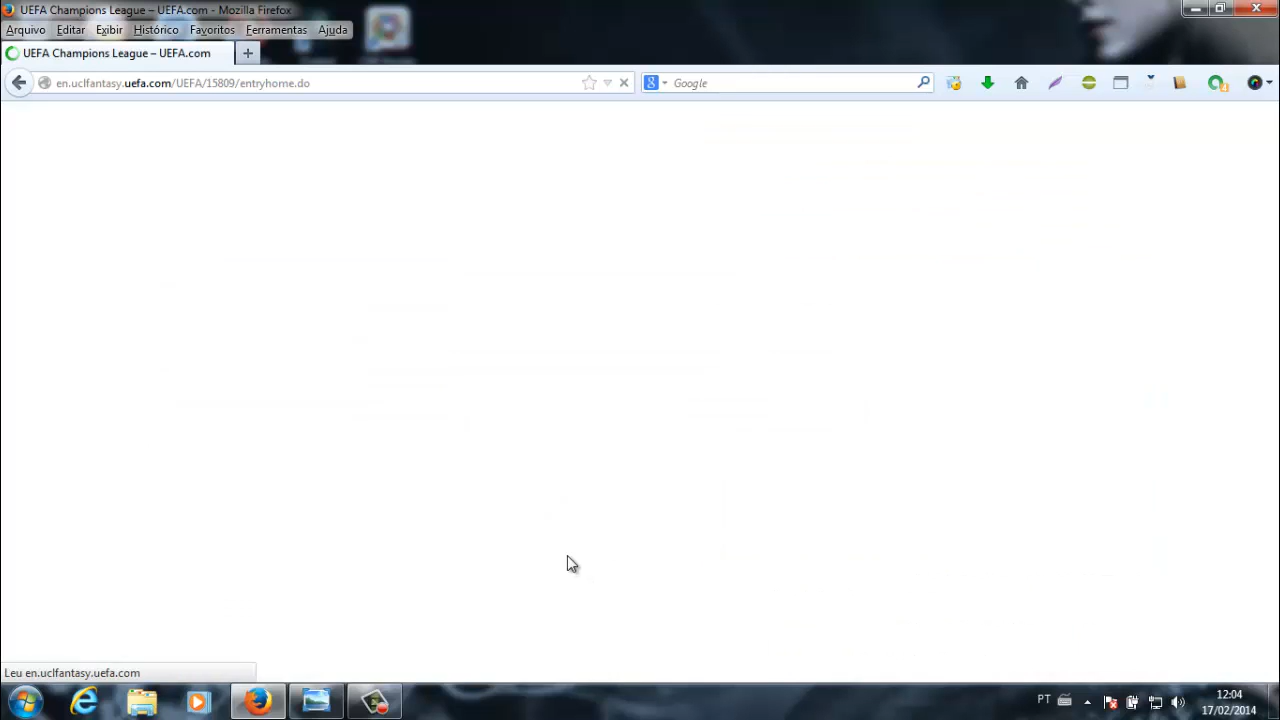 UEFA Champions League – UEFA.com - Mozilla Firefox
Arquivo Editar Exibir Histórico Favoritos Ferramentas Ajuda
UEFA Champions League – UEFA.com
en.uclfantasy.uefa.com/UEFA/15809/entryhome.do
Google
4
Leu en.uclfantasy.uefa.com
PT
12:04
17/02/2014